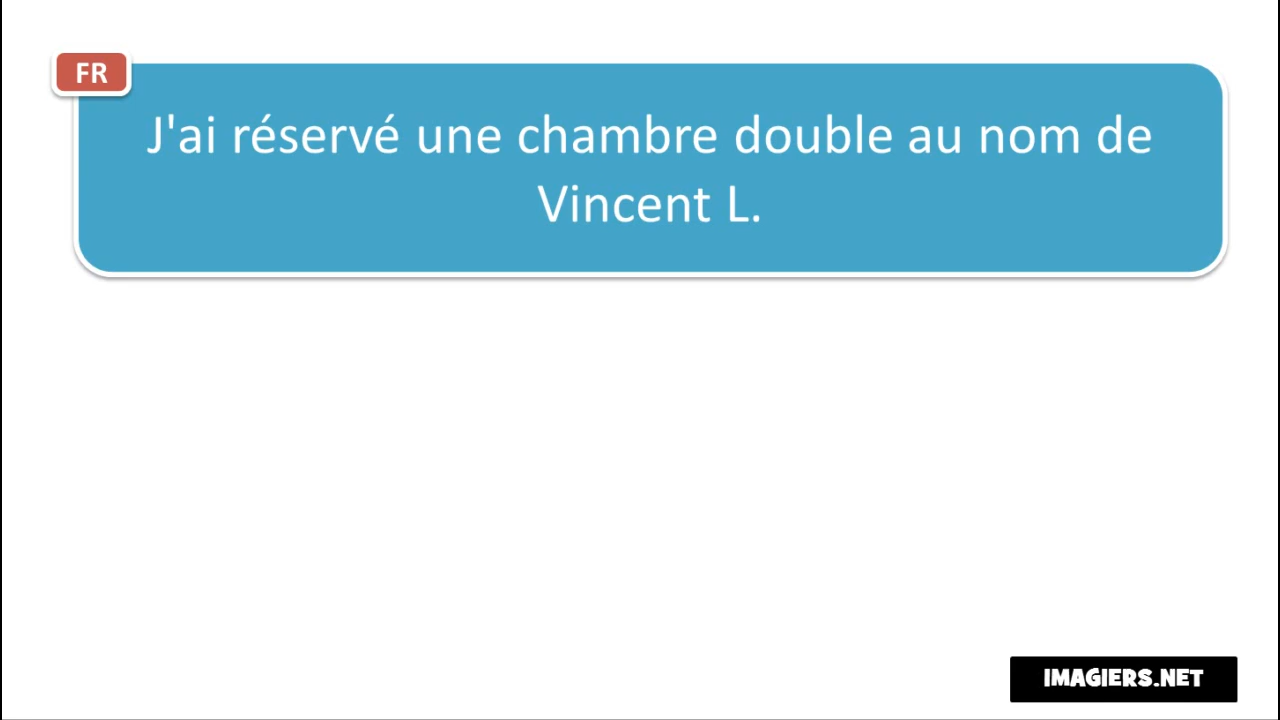 FR
J'ai réservé une chambre double au nom de
Vincent L.
IMAGIERS.NET